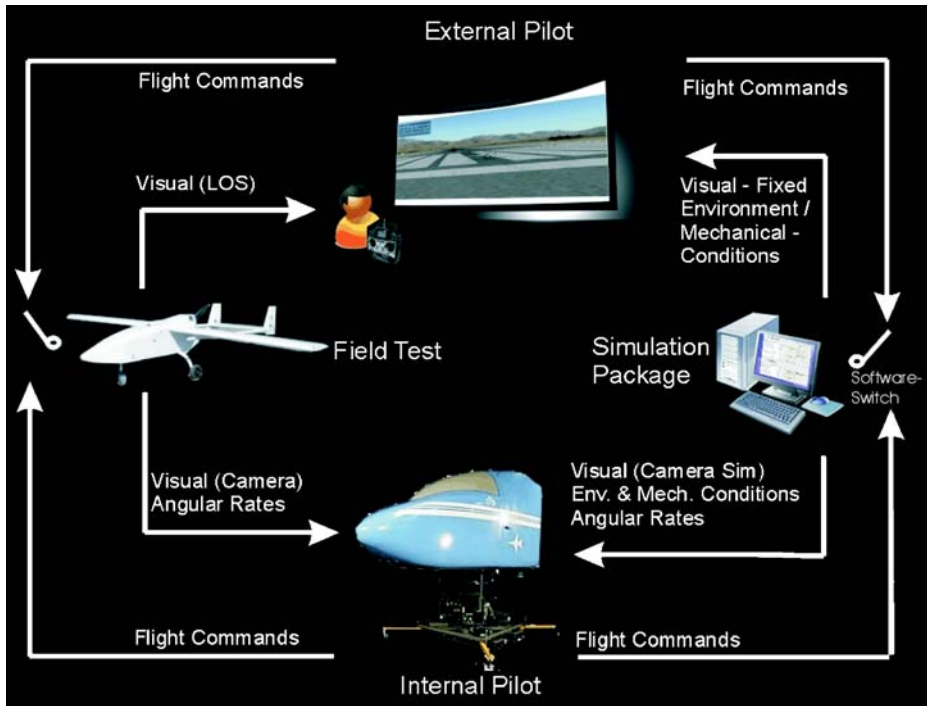 External Pilot
Flight Commands
Flight Commands
Visual (LOS)
Visual - Fixed
Environment /
Mechanical -
Conditions
Field Test
Simulation
Package
Software-
Switch
Visual (Camera)
Angular Rates
Visual (Camera Sim)
Env. & Mech. Conditions
Angular Rates
Flight Commands
Flight Commands
Internal Pilot